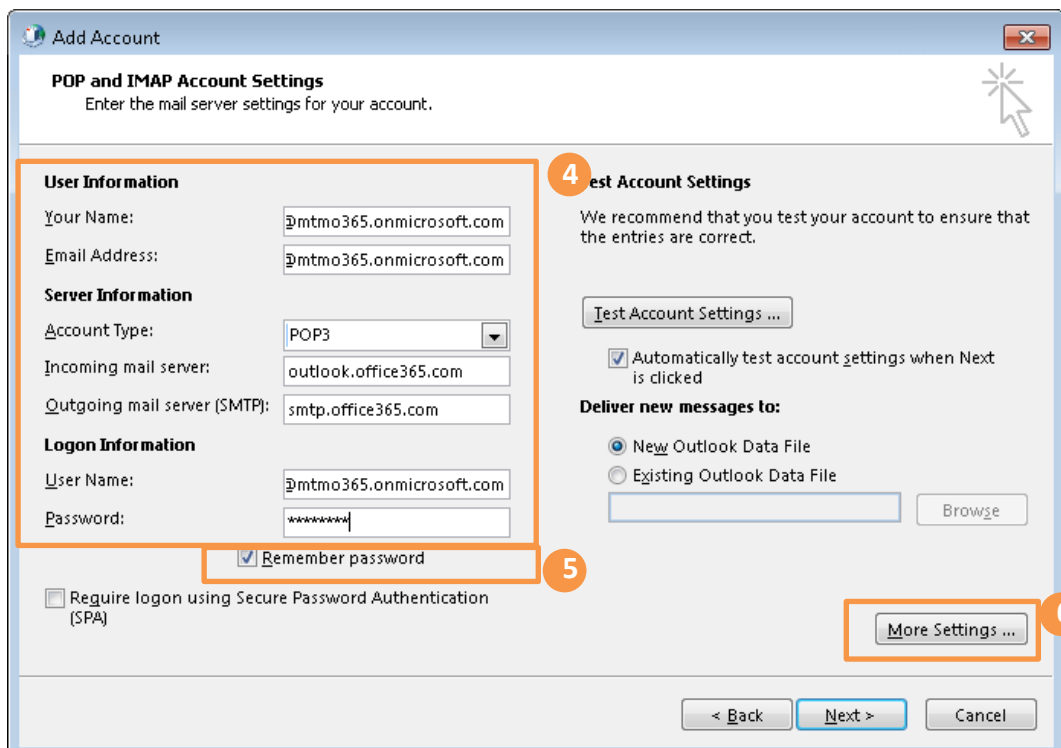 Add Account
POP and IMAP Account Settings
Enter the mail server settings for your account.
User Information
4
Your Name:
@mtmo365.onmicrosoft.com
Email Address:
@mtmo365.onmicrosoft.com
Server Information
Account Type:
POP3
Incoming mail server:
outlook.office365.com
Outgoing mail server (SMTP):
smtp.office365.com
Logon Information
User Name:
@mtmo365.onmicrosoft.com
Password:
********
Remember password
5
Require logon using Secure Password Authentication
(SPA)
Test Account Settings
We recommend that you test your account to ensure that
the entries are correct.
Test Account Settings ...
Automatically test account settings when Next
is clicked
Deliver new messages to:
New Outlook Data File
Existing Outlook Data File
Browse
More Settings ...
< Back
Next >
Cancel